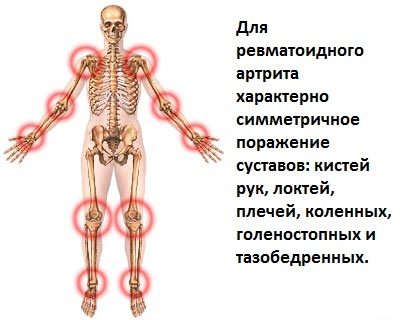 Для
ревматоидного
артрита
характерно
симметричное
поражение
суставов: кистей
рук, локтей,
плечей, коленных,
голеностопных и
тазобедренных.